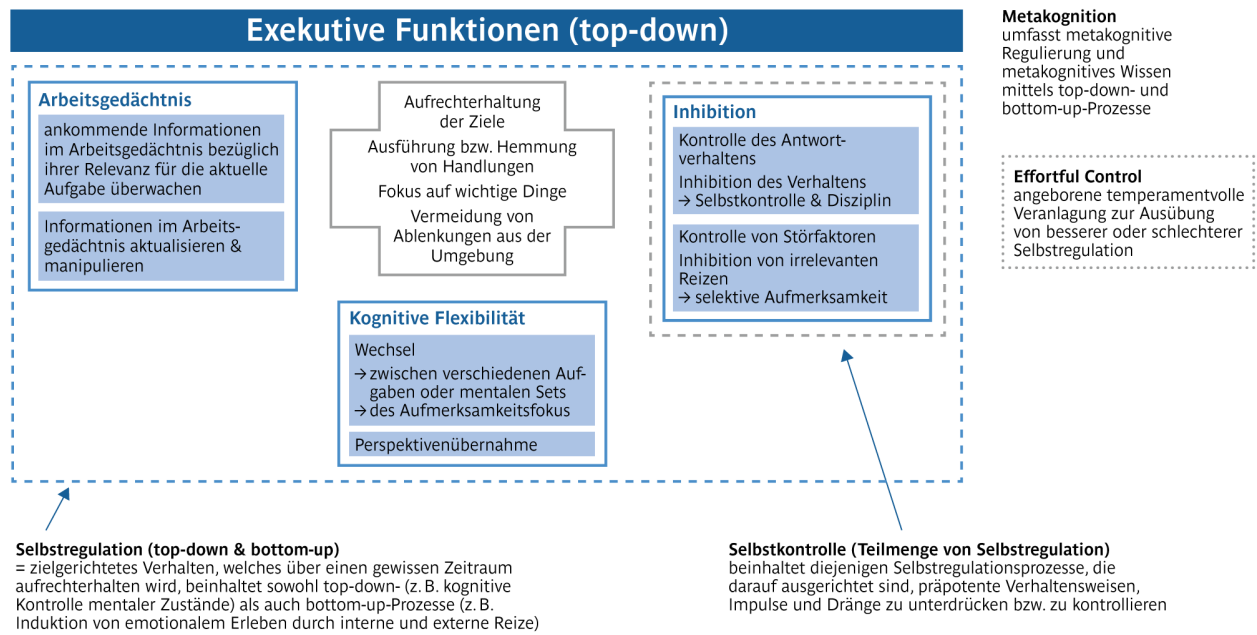 Exekutive Funktionen (top-down)
Arbeitsgedächtnis
ankommende Informationen
im Arbeitsgedächtnis bezüglich
ihrer Relevanz für die aktuelle
Aufgabe überwachen
Informationen im Arbeits-
gedächtnis aktualisieren &
manipulieren
Aufrechterhaltung
der Ziele
Ausführung bzw. Hemmung
von Handlungen
Fokus auf wichtige Dinge
Vermeidung von
Ablenkungen aus der
Umgebung
Kognitive Flexibilität
Wechsel
→ zwischen verschiedenen Auf-
gaben oder mentalen Sets
→ des Aufmerksamkeitsfokus
Perspektivenübernahme
Inhibition
Kontrolle des Antwort-
verhaltens
Inhibition des Verhaltens
→ Selbstkontrolle & Disziplin
Kontrolle von Störfaktoren
Inhibition von irrelevanten
Reizen
→ selektive Aufmerksamkeit
Metakognition
umfasst metakognitive
Regulierung und
metakognitives Wissen
mittels top-down- und
bottom-up-Prozesse
Effortful Control
angeborene temperamentvolle
Veranlagung zur Ausübung
von besserer oder schlechterer
Selbstregulation
Selbstregulation (top-down & bottom-up)
= zielgerichtetes Verhalten, welches über einen gewissen Zeitraum
aufrechterhalten wird, beinhaltet sowohl top-down- (z. B. kognitive
Kontrolle mentaler Zustände) als auch bottom-up-Prozesse (z. B.
Induktion von emotionalem Erleben durch interne und externe Reize)
Selbstkontrolle (Teilmenge von Selbstregulation)
beinhaltet diejenigen Selbstregulationsprozesse, die
darauf ausgerichtet sind, präpotente Verhaltensweisen,
Impulse und Dränge zu unterdrücken bzw. zu kontrollieren